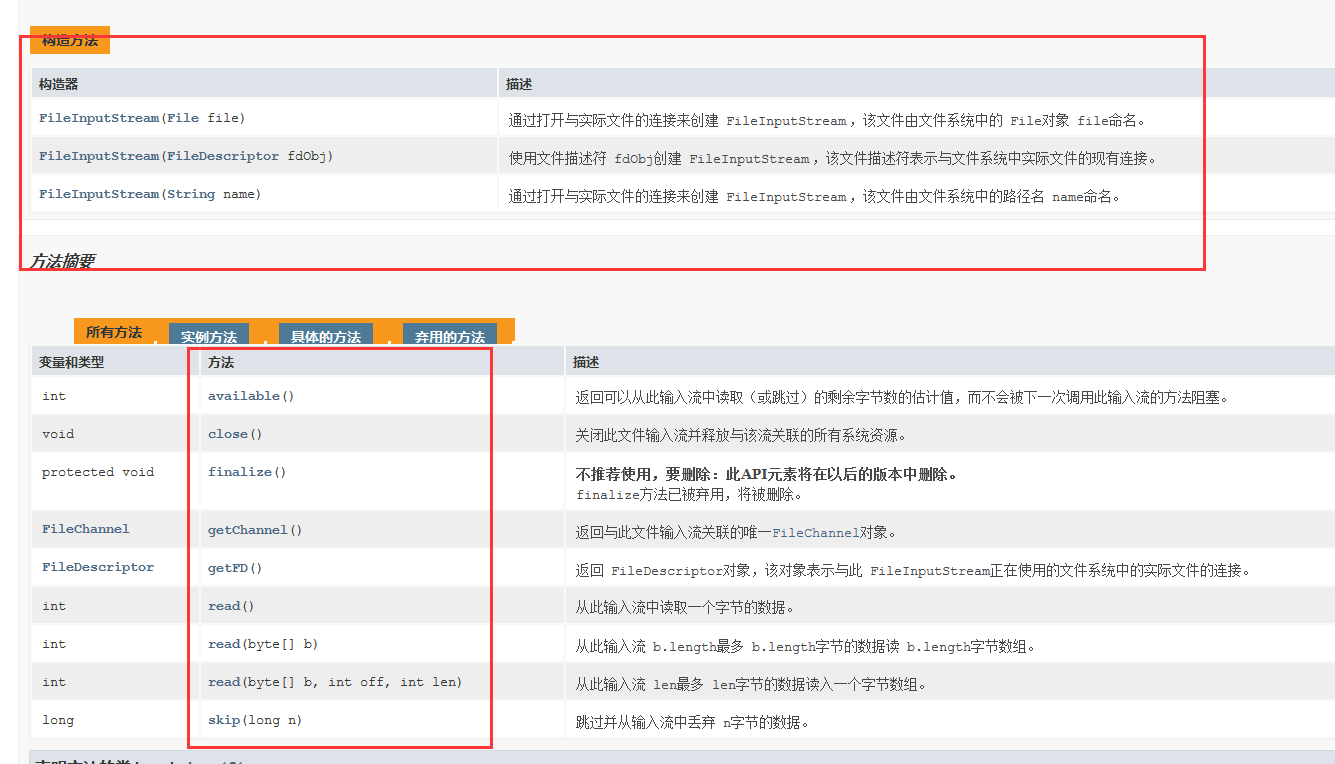 构造方法
构造器 描述
FileInputStream(File file) 通过打开与实际文件的连接来创建 FileInputStream，该文件由文件系统中的 File对象 file命名。
FileInputStream(FileDescriptor fdObj) 使用文件描述符 fdObj创建 FileInputStream，该文件描述符表示与文件系统中实际文件的现有连接。
FileInputStream(String name) 通过打开与实际文件的连接来创建 FileInputStream，该文件由文件系统中的路径名 name命名。
方法摘要
所有方法 实例方法 具体的方法 弃用的方法
变量和类型 方法 描述
int available() 返回可以从此输入流中读取（或跳过）的剩余字节数的估计值，而不会被下一次调用此输入流的方法阻塞。
void close() 关闭此文件输入流并释放与该流关联的所有系统资源。
protected void finalize() 不推荐使用，要删除：此API元素将在以后的版本中删除。
finalize方法已被弃用，将被删除。
FileChannel getChannel() 返回与此文件输入流关联的唯一FileChannel对象。
FileDescriptor getFD() 返回 FileDescriptor对象，该对象表示与此 FileInputStream正在使用的文件系统中的实际文件的连接。
int read() 从此输入流中读取一个字节的数据。
int read(byte[] b) 从此输入流 b.length最多 b.length字节的数据读 b.length字节数组。
int read(byte[] b, int off, int len) 从此输入流 len最多 len字节的数据读入一个字节数组。
long skip(long n) 跳过并从输入流中丢弃 n字节的数据。